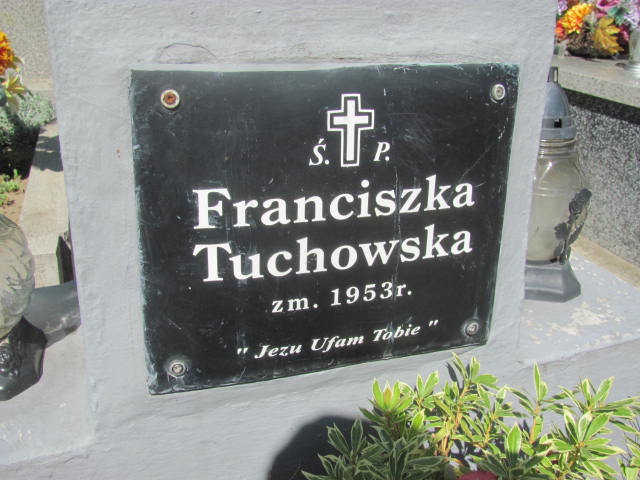 Ś. P.
Franciszka
Tuchowska
zm. 1953r.
" Jezu Ufam Tobie "